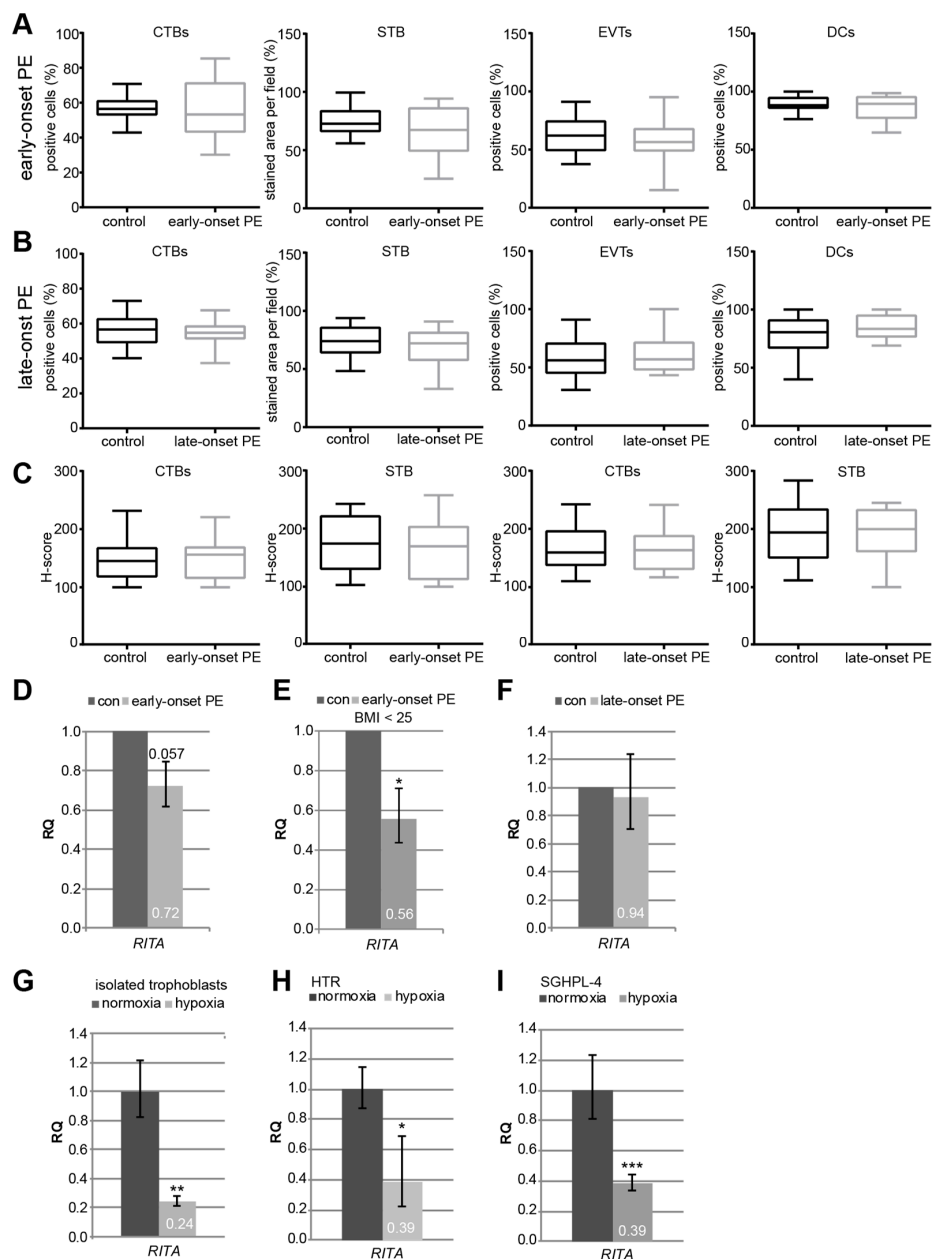 A
early-onset PE
CTBs
positive cells (%)
100
80
60
40
20
0
control early-onset PE
STB
stained area per field (%)
150
100
50
0
control early-onset PE
EVTs
positive cells (%)
150
100
50
0
control early-onset PE
DCs
positive cells (%)
150
100
50
0
control early-onset PE
B
late-onst PE
CTBs
positive cells (%)
100
80
60
40
20
0
control late-onset PE
STB
stained area per field (%)
150
100
50
0
control late-onset PE
EVTs
positive cells (%)
150
100
50
0
control late-onset PE
DCs
positive cells (%)
150
100
50
0
control late-onset PE
C
CTBs
H-score
300
200
100
0
control early-onset PE
STB
H-score
300
200
100
0
control early-onset PE
CTBs
H-score
300
200
100
0
control late-onset PE
STB
H-score
300
200
100
0
control late-onset PE
D
con early-onset PE
RQ
1.0
0.8
0.6
0.4
0.2
0.0
0.057
0.72
RITA
E
con early-onset PE
BMI < 25
RQ
1.0
0.8
0.6
0.4
0.2
0.0
*
0.56
RITA
F
con late-onset PE
RQ
1.4
1.2
1.0
0.8
0.6
0.4
0.2
0.0
0.94
RITA
G
isolated trophoblasts
normoxia hypoxia
RQ
1.4
1.2
1.0
0.8
0.6
0.4
0.2
0.0
**
0.24
RITA
H
HTR
normoxia hypoxia
RQ
1.4
1.2
1.0
0.8
0.6
0.4
0.2
0.0
*
0.39
RITA
I
SGHPL-4
normoxia hypoxia
RQ
1.4
1.2
1.0
0.8
0.6
0.4
0.2
0.0
***
0.39
RITA